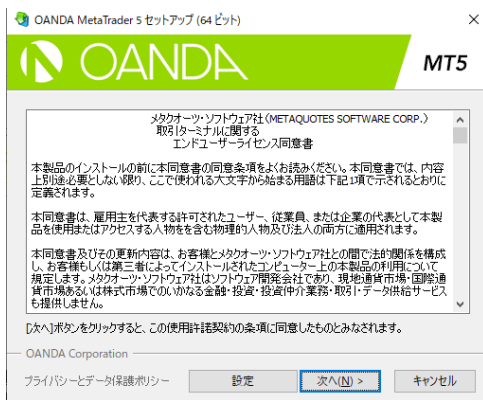 OANDA MetaTrader 5 セットアップ (64 ビット)
OANDA
MT5
メタクオーツ・ソフトウェア社(METAQUOTES SOFTWARE CORP.)
取引ターミナルに関する
エンドユーザーライセンス同意書
本製品のインストールの前に本同意書の同意条項をよくお読みください。本同意書では、内容
上別途必要としない限り、ここで使われる大文字から始まる用語は下記1項で示されるとおりに
定義されます。
本同意書は、雇用主を代表する許可されたユーザー、従業員、または企業の代表として本製
品を使用またはアクセスする人物をを含む物理的人物及び法人の両方に適用されます。
本同意書及びその更新内容は、お客様とメタクオーツ・ソフトウェア社との間で法的関係を構成
し、お客様もしくは第三者によってインストールされたコンピューター上の本製品の利用について
規定します。メタクオーツ・ソフトウェア社はソフトウェア開発会社であり、現地通貨市場・国際通
貨市場あるいは株式市場でのいかなる金融・投資・投資仲介業務・取引・データ供給サービス
も提供しません。
[次へ]ボタンをクリックすると、この使用許諾契約の条項に同意したものとみなされます。
OANDA Corporation
プライバシーとデータ保護ポリシー
設定
次へ(N) >
キャンセル